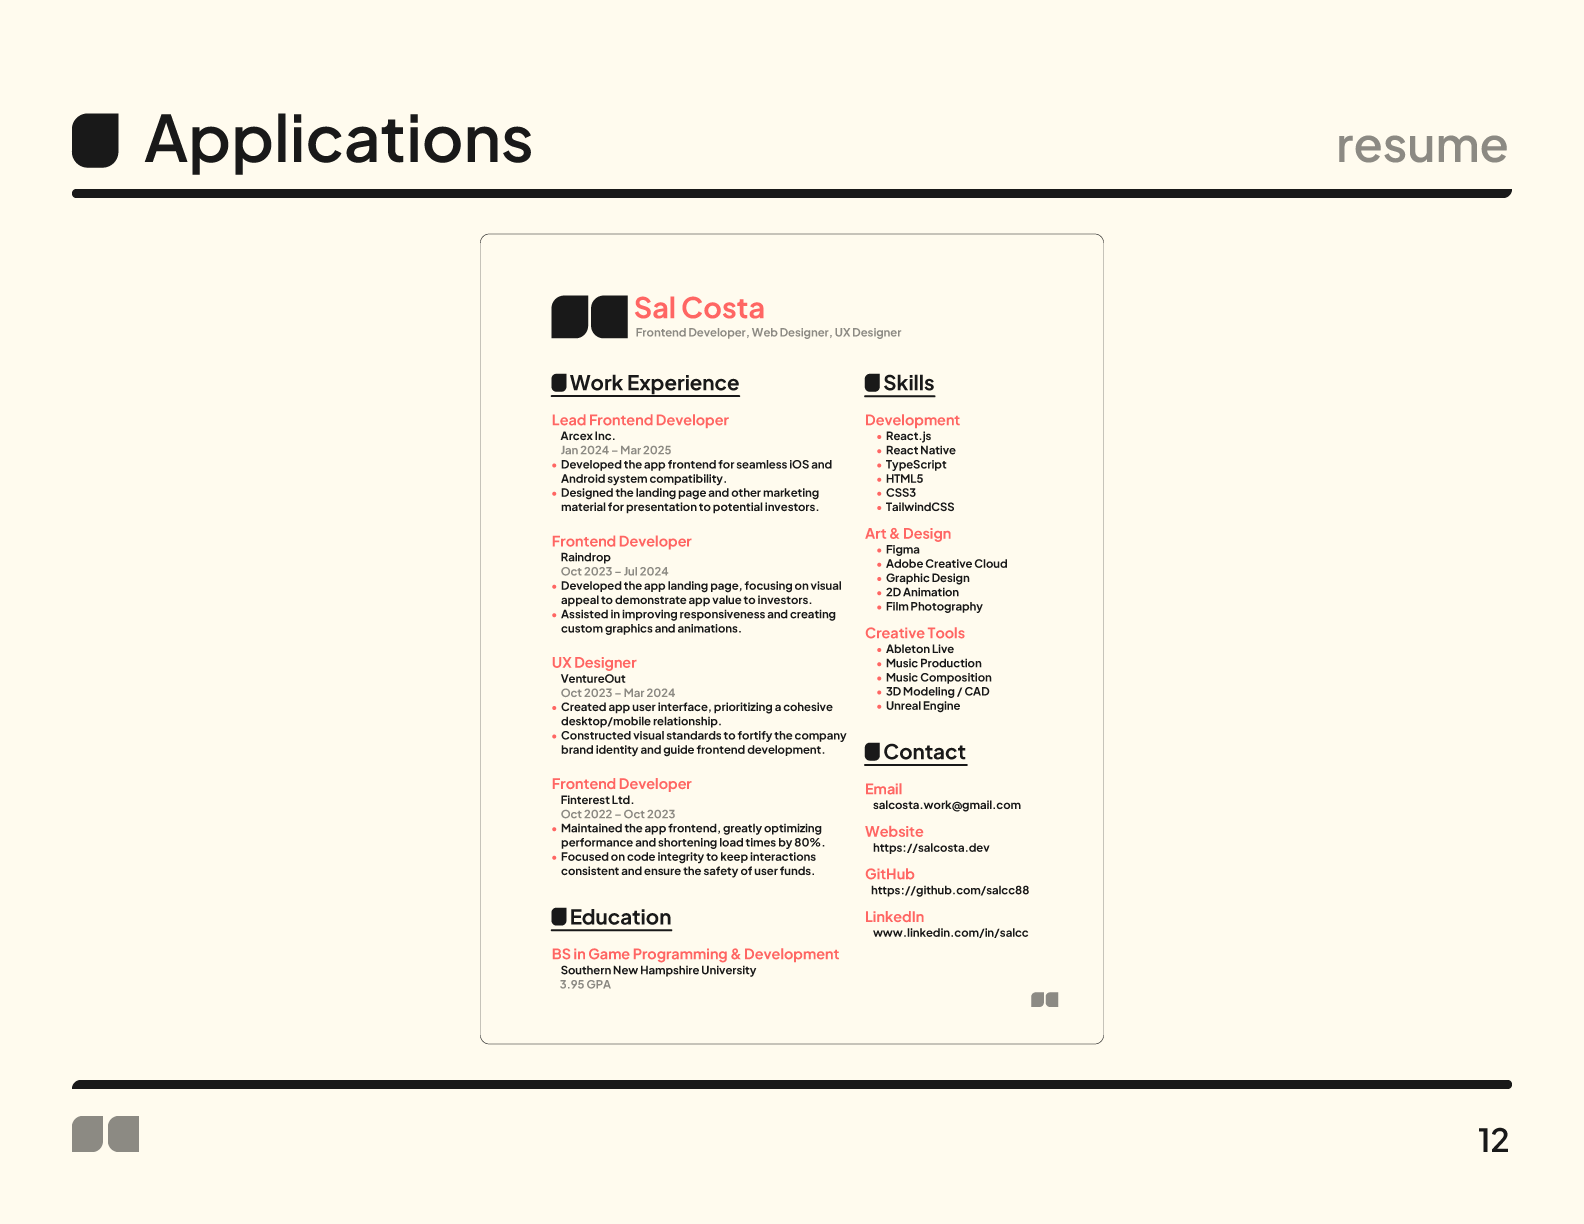 Applications
resume
Sal Costa
Frontend Developer, Web Designer, UX Designer
Work Experience
Lead Frontend Developer
Arcex Inc.
Jan 2024 – Mar 2025
• Developed the app frontend for seamless iOS and
Android system compatibility.
• Designed the landing page and other marketing
material for presentation to potential investors.
Frontend Developer
Raindrop
Oct 2023 – Jul 2024
• Developed the app landing page, focusing on visual
appeal to demonstrate app value to investors.
• Assisted in improving responsiveness and creating
custom graphics and animations.
UX Designer
VentureOut
Oct 2023 – Mar 2024
• Created app user interface, prioritizing a cohesive
desktop/mobile relationship.
• Constructed visual standards to fortify the company
brand identity and guide frontend development.
Frontend Developer
Finterest Ltd.
Oct 2022 – Oct 2023
• Maintained the app frontend, greatly optimizing
performance and shortening load times by 80%.
• Focused on code integrity to keep interactions
consistent and ensure the safety of user funds.
Education
BS in Game Programming & Development
Southern New Hampshire University
3.95 GPA
Skills
Development
• React.js
• React Native
• TypeScript
• HTML5
• CSS3
• TailwindCSS
Art & Design
• Figma
• Adobe Creative Cloud
• Graphic Design
• 2D Animation
• Film Photography
Creative Tools
• Ableton Live
• Music Production
• Music Composition
• 3D Modeling / CAD
• Unreal Engine
Contact
Email
salcosta.work@gmail.com
Website
https://salcosta.dev
GitHub
https://github.com/salcc88
LinkedIn
www.linkedin.com/in/salcc
12